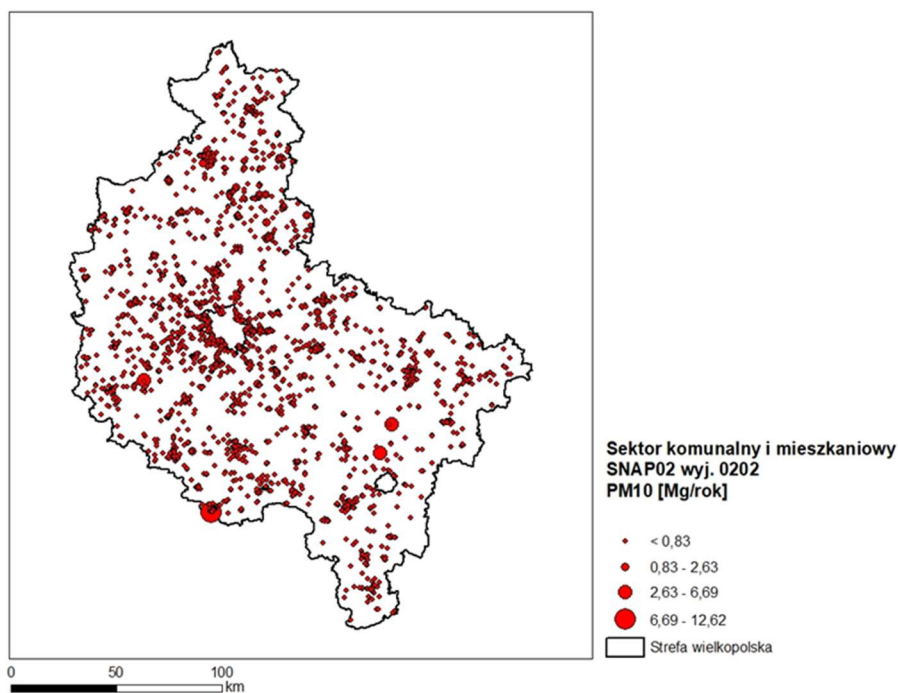 Sektor komunalny i mieszkaniowy
SNAP02 wyj. 0202
PM10 [Mg/rok]
< 0,83
0,83 - 2,63
2,63 - 6,69
6,69 - 12,62
Strefa wielkopolska
0 50 100
km